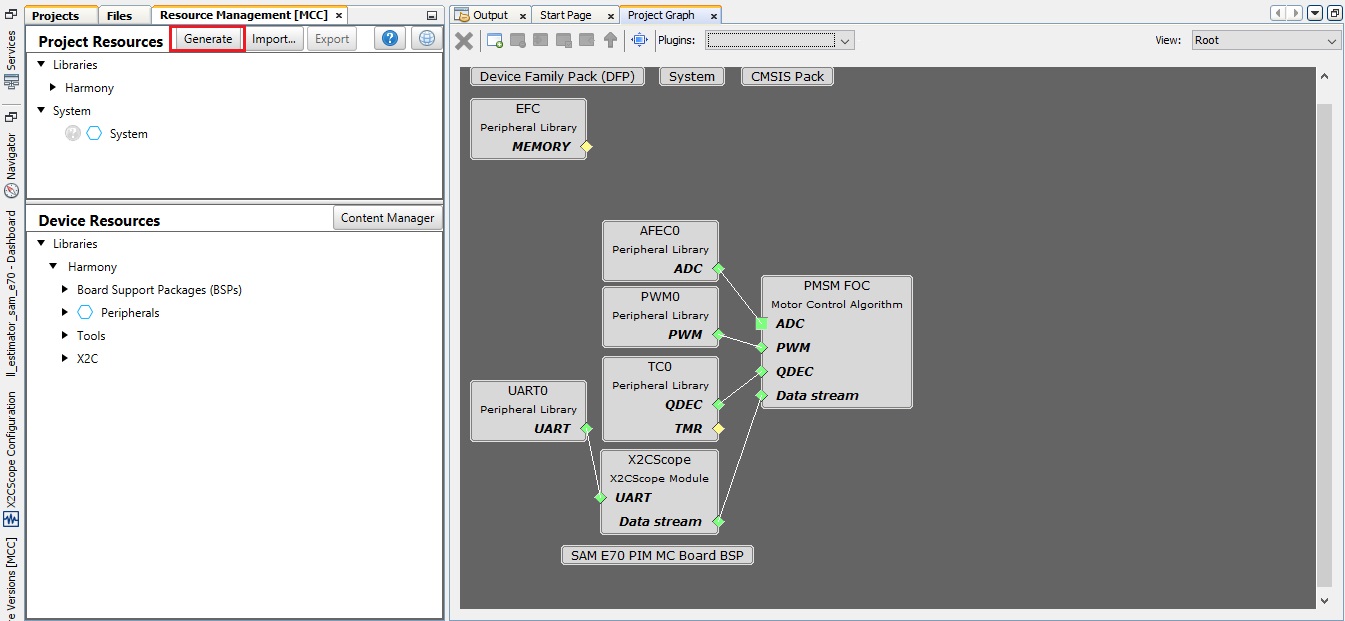 Projects
Files
Resource Management [MCC] ×
Project Resources
Generate
Import...
Export
?
Libraries
Harmony
System
?
System
Device Resources
Content Manager
Libraries
Harmony
Board Support Packages (BSPs)
Peripherals
Tools
X2C
Services
Navigator
ll_estimator_sam_e70 - Dashboard
X2CScope Configuration
e Versions [MCC]
Output ×
Start Page ×
Project Graph ×
Plugins:
View:
Root
Device Family Pack (DFP)
System
CMSIS Pack
EFC
Peripheral Library
MEMORY
AFEC0
Peripheral Library
ADC
PWM0
Peripheral Library
PWM
TC0
Peripheral Library
QDEC
TMR
PMSM FOC
Motor Control Algorithm
ADC
PWM
QDEC
Data stream
UART0
Peripheral Library
UART
X2CScope
X2CScope Module
UART
Data stream
SAM E70 PIM MC Board BSP